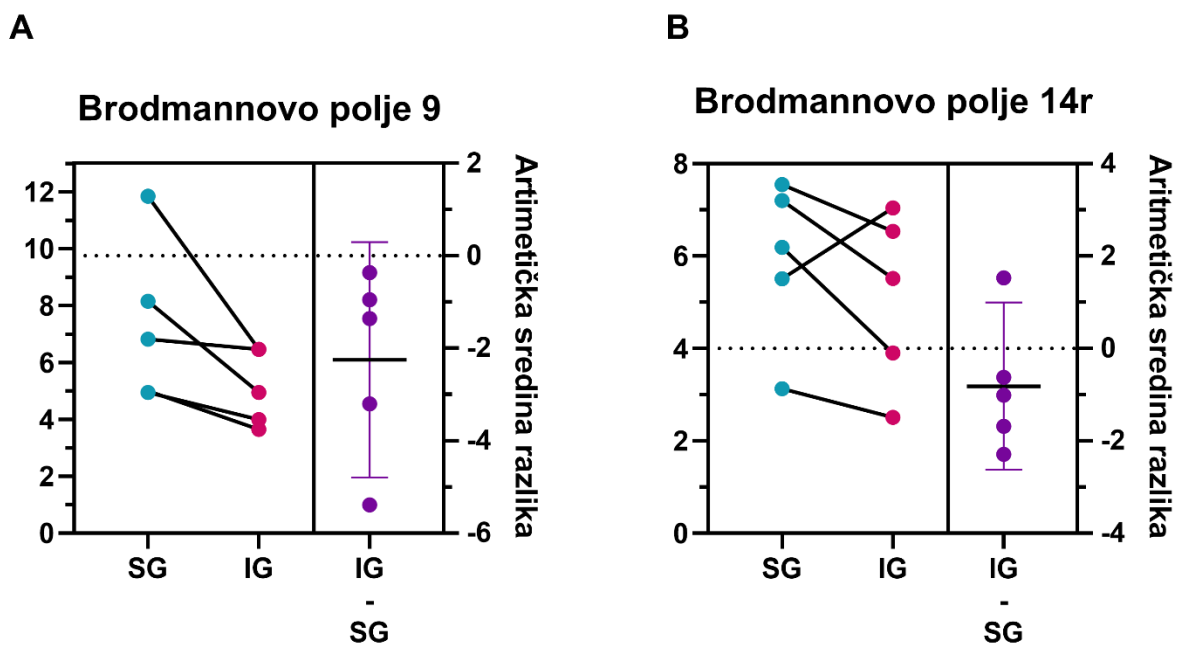 A
Brodmannovo polje 9
12
10
8
6
4
2
0
2
0
-2
-4
-6
Artimetička sredina razlika
SG
IG
IG
-
SG
B
Brodmannovo polje 14r
8
6
4
2
0
4
2
0
-2
-4
Aritmetička sredina razlika
SG
IG
IG
-
SG